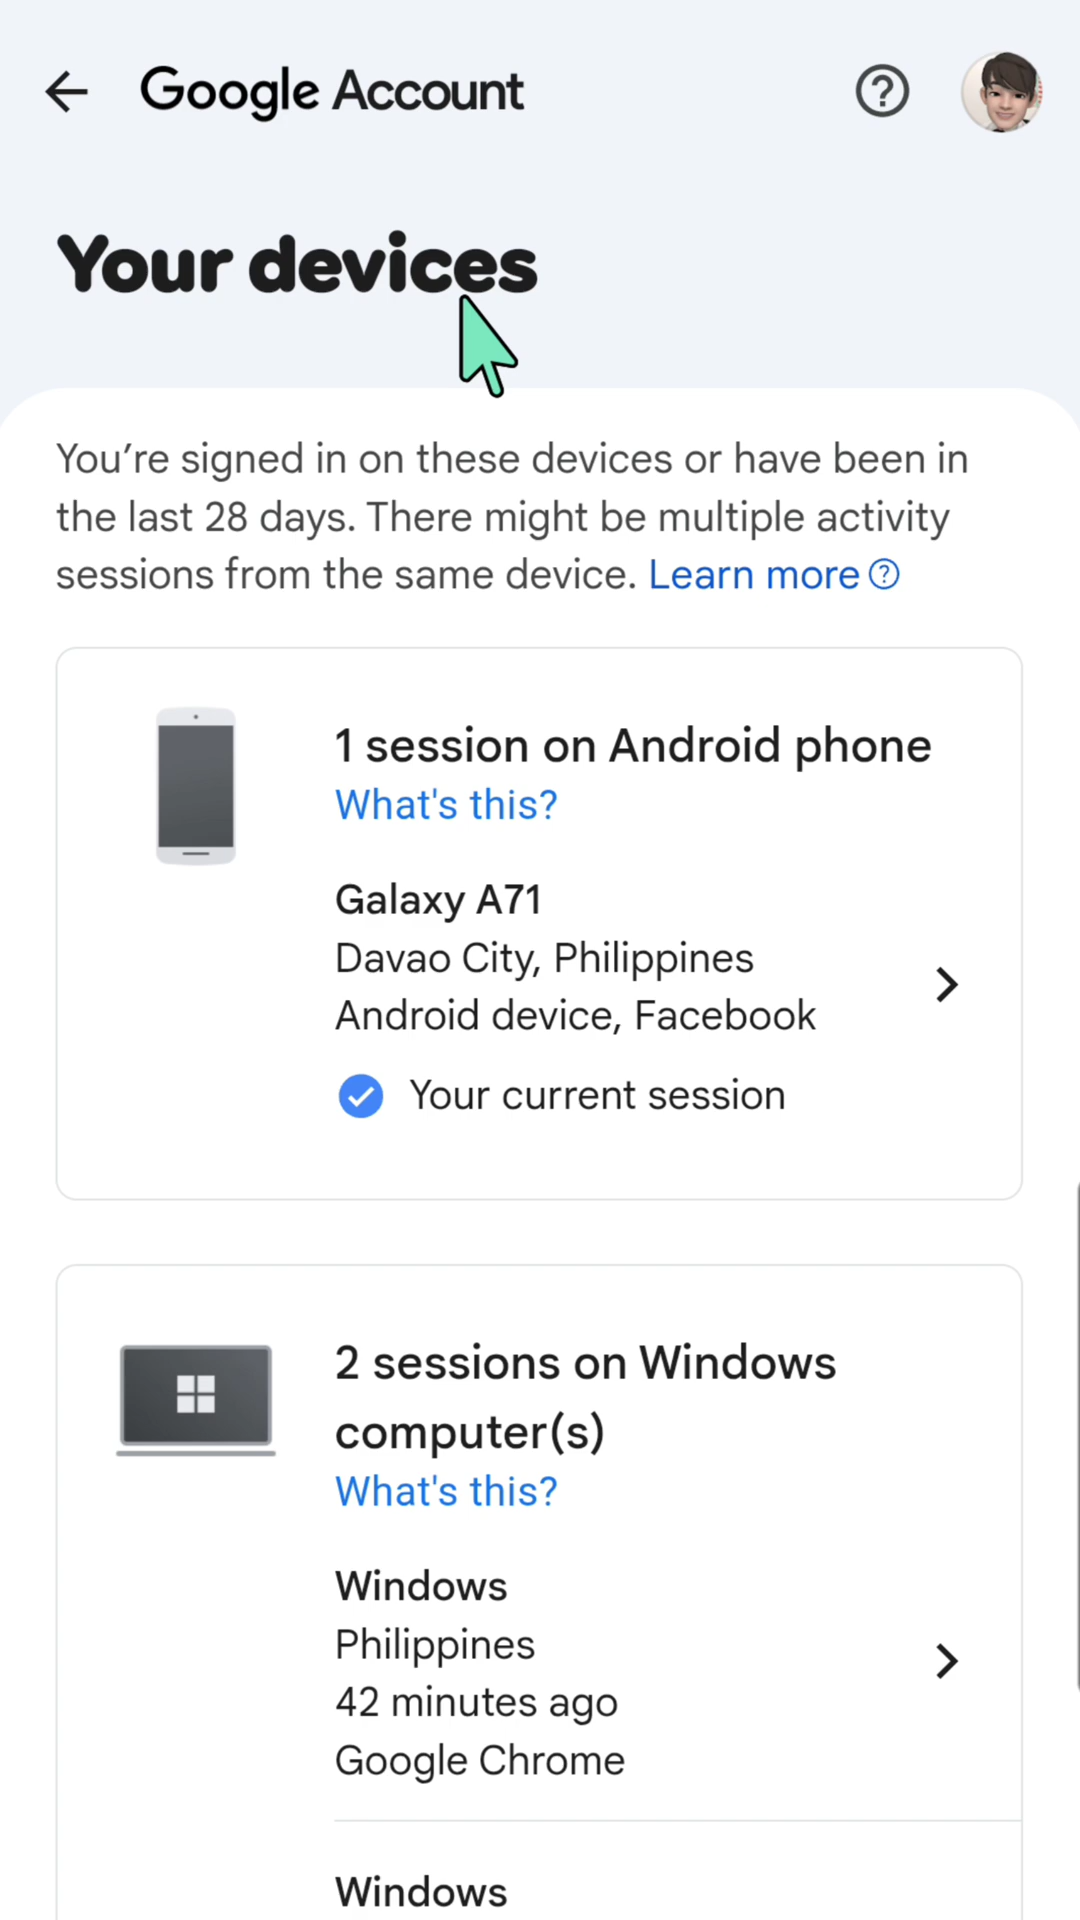 Google Account
Your devices
You’re signed in on these devices or have been in
the last 28 days. There might be multiple activity
sessions from the same device. Learn more
1 session on Android phone
What's this?
Galaxy A71
Davao City, Philippines
Android device, Facebook
Your current session
2 sessions on Windows
computer(s)
What's this?
Windows
Philippines
42 minutes ago
Google Chrome
Windows